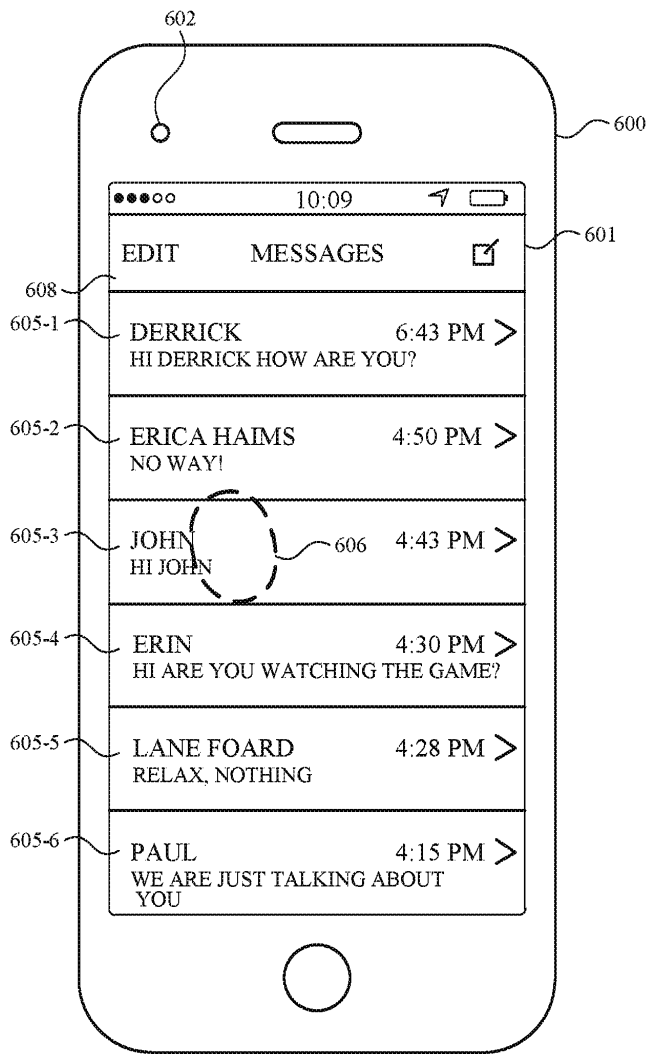 602
600
10:09
601
EDIT MESSAGES
608
605-1 DERRICK 6:43 PM
HI DERRICK HOW ARE YOU?
605-2 ERICA HAIMS 4:50 PM
NO WAY!
605-3 JOHN 606 4:43 PM
HI JOHN
605-4 ERIN 4:30 PM
HI ARE YOU WATCHING THE GAME?
605-5 LANE FOARD 4:28 PM
RELAX, NOTHING
605-6 PAUL 4:15 PM
WE ARE JUST TALKING ABOUT
YOU